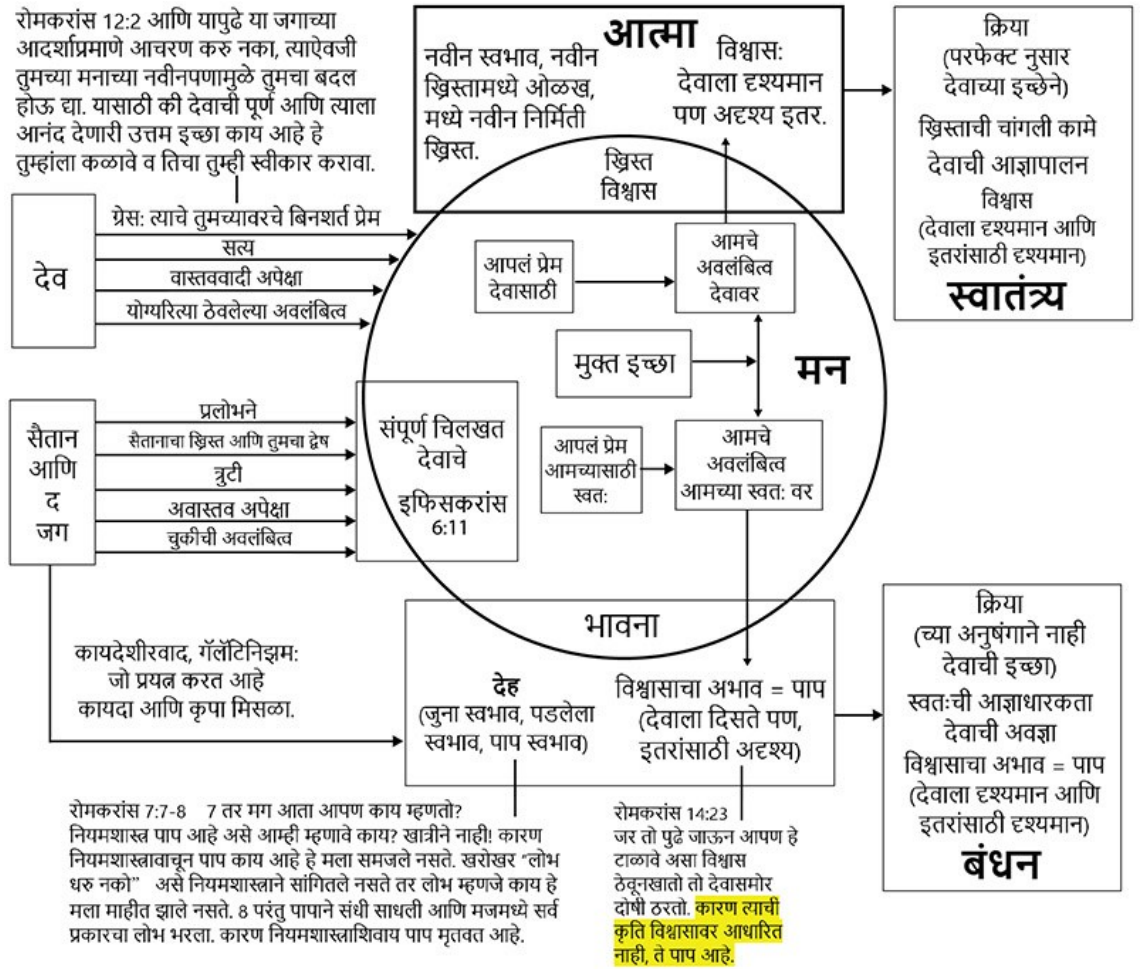 रोमकरांस 12:2 आणि यापुढे या जगाच्या
आदर्शाप्रमाणे आचरण करु नका, त्याऐवजी
तुमच्या मनाच्या नवीनपणामुळे तुमचा बदल
होऊ द्या. यासाठी की देवाची पूर्ण आणि त्याला
आनंद देणारी उत्तम इच्छा काय आहे हे
तुम्हांला कळावे व तिचा तुम्ही स्वीकार करावा.
आत्मा
नवीन स्वभाव, नवीन
ख्रिस्तामध्ये ओळख,
मध्ये नवीन निर्मिती
ख्रिस्त.
विश्वास:
देवाला दृश्यमान
पण अदृश्य इतर.
ख्रिस्त
विश्वास
क्रिया
(परफेक्ट नुसार
देवाच्या इच्छेने)
ख्रिस्ताची चांगली कामे
देवाची आज्ञापालन
विश्वास
(देवाला दृश्यमान आणि
इतरांसाठी दृश्यमान)
स्वातंत्र्य
देव
ग्रेस: त्याचे तुमच्यावरचे बिनशर्त प्रेम
सत्य
वास्तववादी अपेक्षा
योग्यरित्या ठेवलेल्या अवलंबित्व
आपलं प्रेम
देवासाठी
आमचे
अवलंबित्व
देवावर
मुक्त इच्छा
मन
आपलं प्रेम
आमच्यासाठी
स्वत:
आमचे
अवलंबित्व
आमच्या स्वत: वर
सैतान
आणि
द
जग
प्रलोभने
सैतानाचा ख्रिस्त आणि तुमचा द्वेष
त्रुटी
अवास्तव अपेक्षा
चुकीची अवलंबित्व
संपूर्ण चिलखत
देवाचे
इफिसकरांस
6:11
कायदेशीरवाद, गॅलॅटिनिझम:
जो प्रयत्न करत आहे
कायदा आणि कृपा मिसळा.
भावना
देह
(जुना स्वभाव, पडलेला
स्वभाव, पाप स्वभाव)
विश्वासाचा अभाव = पाप
(देवाला दिसते पण,
इतरांसाठी अदृश्य)
क्रिया
(च्या अनुषंगाने नाही
देवाची इच्छा)
स्वतःची आज्ञाधारकता
देवाची अवज्ञा
विश्वासाचा अभाव = पाप
(देवाला दृश्यमान आणि
इतरांसाठी दृश्यमान)
बंधन
रोमकरांस 7:7-8 7 तर मग आता आपण काय म्हणतो?
नियमशास्त्र पाप आहे असे आम्ही म्हणावे काय? खात्रीने नाही! कारण
नियमशास्त्रावाचून पाप काय आहे हे मला समजले नसते. खरोखर "लोभ
धरु नको" असे नियमशास्त्राने सांगितले नसते तर लोभ म्हणजे काय हे
मला माहीत झाले नसते. 8 परंतु पापाने संधी साधली आणि मजमध्ये सर्व
प्रकारचा लोभ भरला. कारण नियमशास्त्राशिवाय पाप मृतवत आहे.
रोमकरांस 14:23
जर तो पुढे जाऊन आपण हे
टाळावे असा विश्वास
ठेवूनखातो तो देवासमोर
दोषी ठरतो. कारण त्याची
कृति विश्वासावर आधारित
नाही, ते पाप आहे.